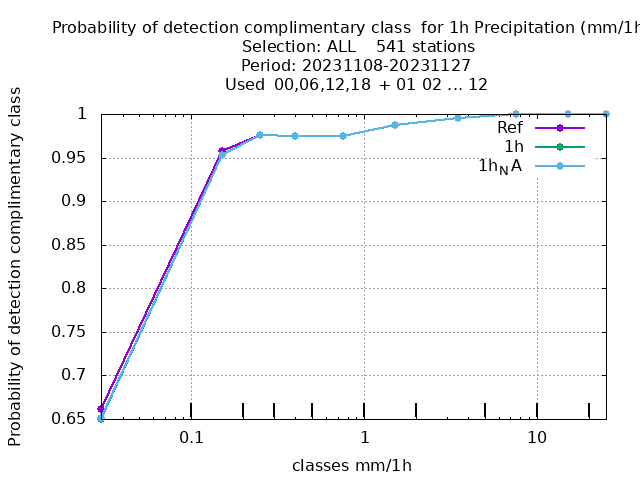 Probability of detection complimentary class  for 1h Precipitation (mm/1h
Selection: ALL    541 stations
Period: 20231108-20231127
Used  00,06,12,18  + 01 02 ... 12
Probability of detection complimentary class
1
0.95
0.9
0.85
0.8
0.75
0.7
0.65
Ref
1h
1h_NA
0.1
1
10
classes mm/1h